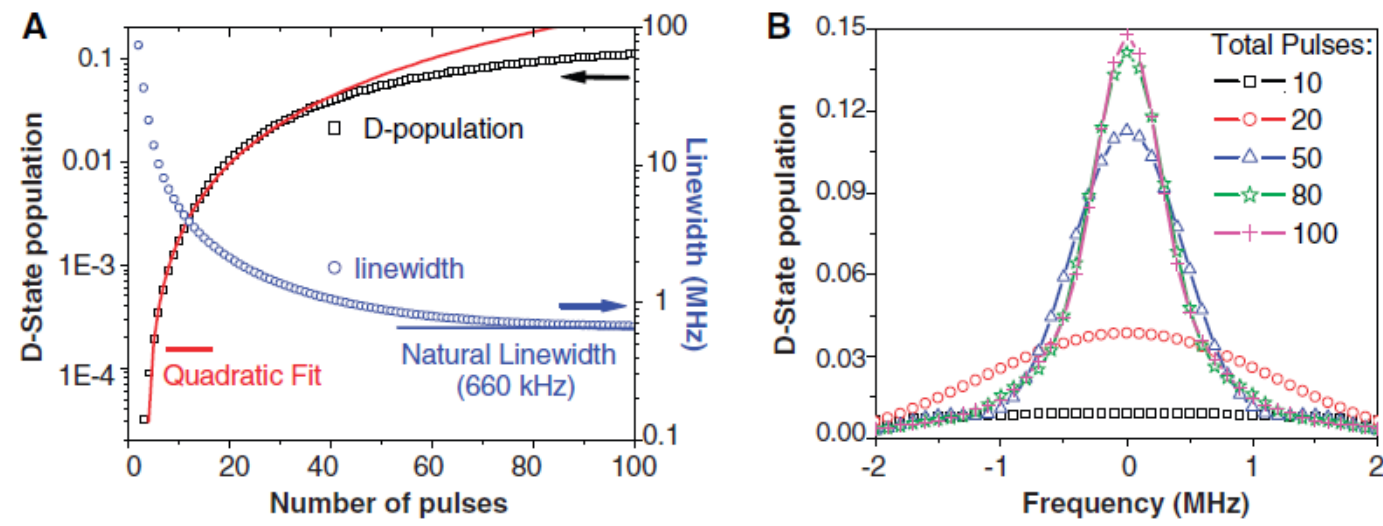 A
D-State population
0.1
0.01
1E-3
1E-4
D-population
linewidth
Quadratic Fit
Natural Linewidth
(660 kHz)
100
10
1
0.1
Linewidth (MHz)
0 20 40 60 80 100
Number of pulses
B
D-State population
0.15
0.12
0.09
0.06
0.03
0.00
Total Pulses:
10
20
50
80
100
-2 -1 0 1 2
Frequency (MHz)